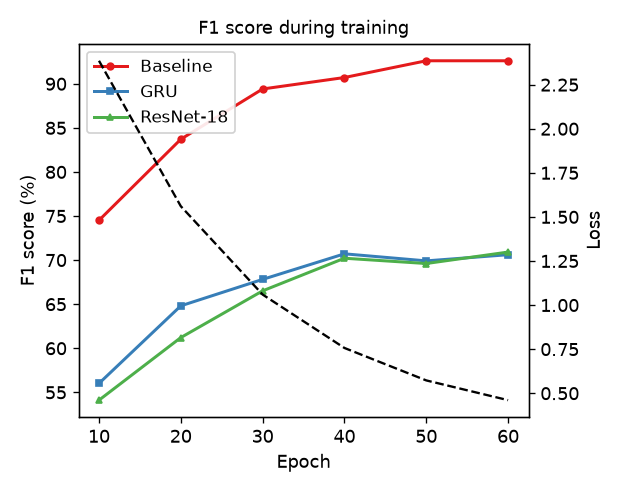 F1 score during training
Baseline
GRU
ResNet-18
F1 score (%)
90
85
80
75
70
65
60
55
2.25
2.00
1.75
1.50
1.25
1.00
0.75
0.50
Loss
10 20 30 40 50 60
Epoch